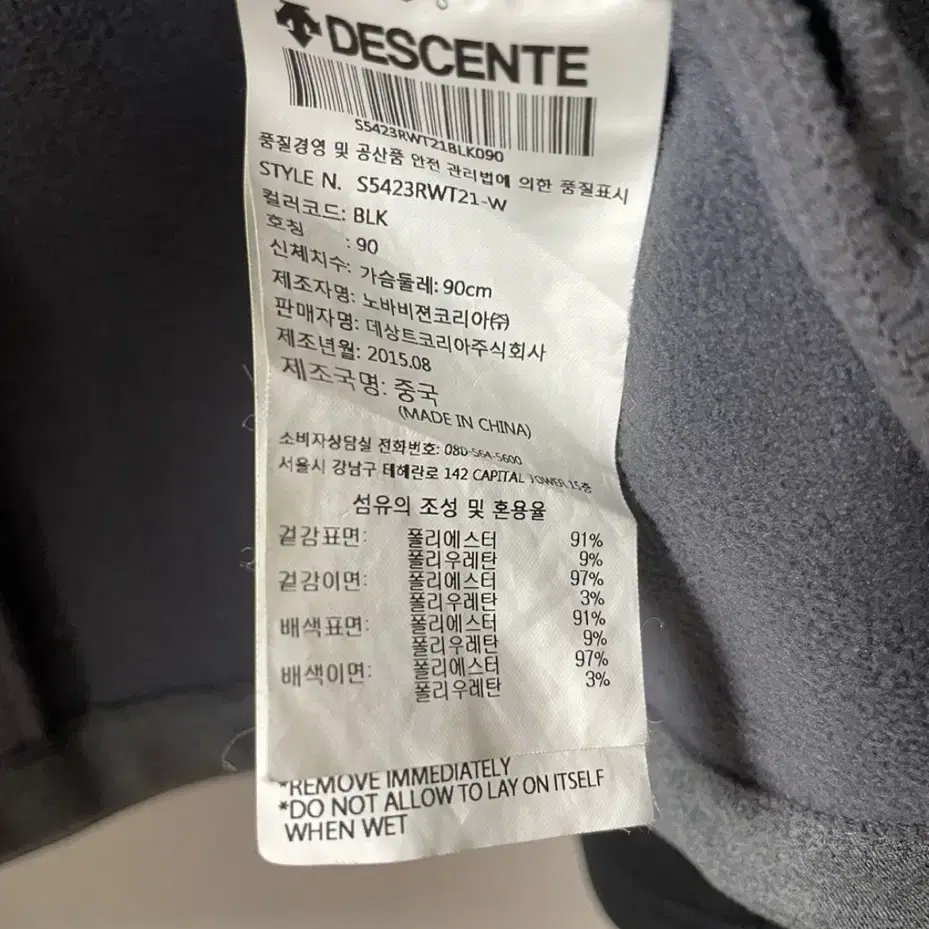 DESCENTE
S5423RWT21BLK090
품질경영 및 공산품 안전 관리법에 의한 품질표시
STYLE N. S5423RWT21-W
컬러코드: BLK
호칭 : 90
신체치수: 가슴둘레: 90cm
제조자명: 노바비젼코리아㈜
판매자명: 데상트코리아주식회사
제조년월: 2015.08
제조국명: 중국
(MADE IN CHINA)
소비자상담실 전화번호: 080-564-5600
서울시 강남구 테헤란로 142 CAPITAL TOWER 15층
섬유의 조성 및 혼용율
겉감표면: 폴리에스터 91%
폴리우레탄 9%
겉감이면: 폴리에스터 97%
폴리우레탄 3%
배색표면: 폴리에스터 91%
폴리우레탄 9%
배색이면: 폴리에스터 97%
폴리우레탄 3%
*REMOVE IMMEDIATELY
*DO NOT ALLOW TO LAY ON ITSELF
WHEN WET